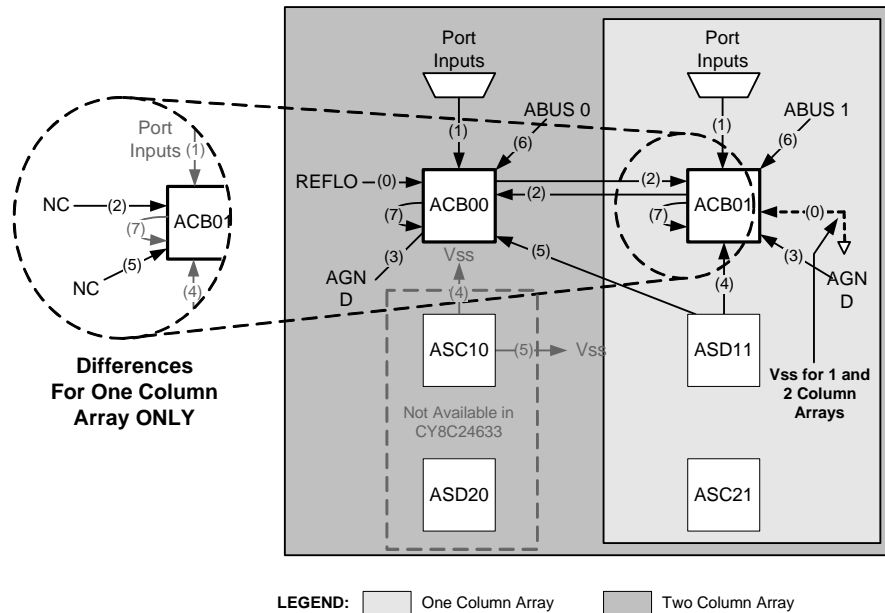 Port
Inputs
Port
Inputs
ABUS 0
ABUS 1
(1)
(1)
(6)
(6)
Port
Inputs
(1)
NC
(2)
ACB01
(7)
(5)
NC
(4)
REFLO
(0)
ACB00
(2)
(2)
ACB01
(0)
(7)
(7)
(3)
(5)
(3)
AGN
D
Vss
(4)
(4)
AGN
D
Differences
For One Column
Array ONLY
ASC10
(5)
Vss
ASD11
Vss for 1 and
2 Column
Arrays
Not Available in
CY8C24633
ASD20
ASC21
LEGEND:
One Column Array
Two Column Array